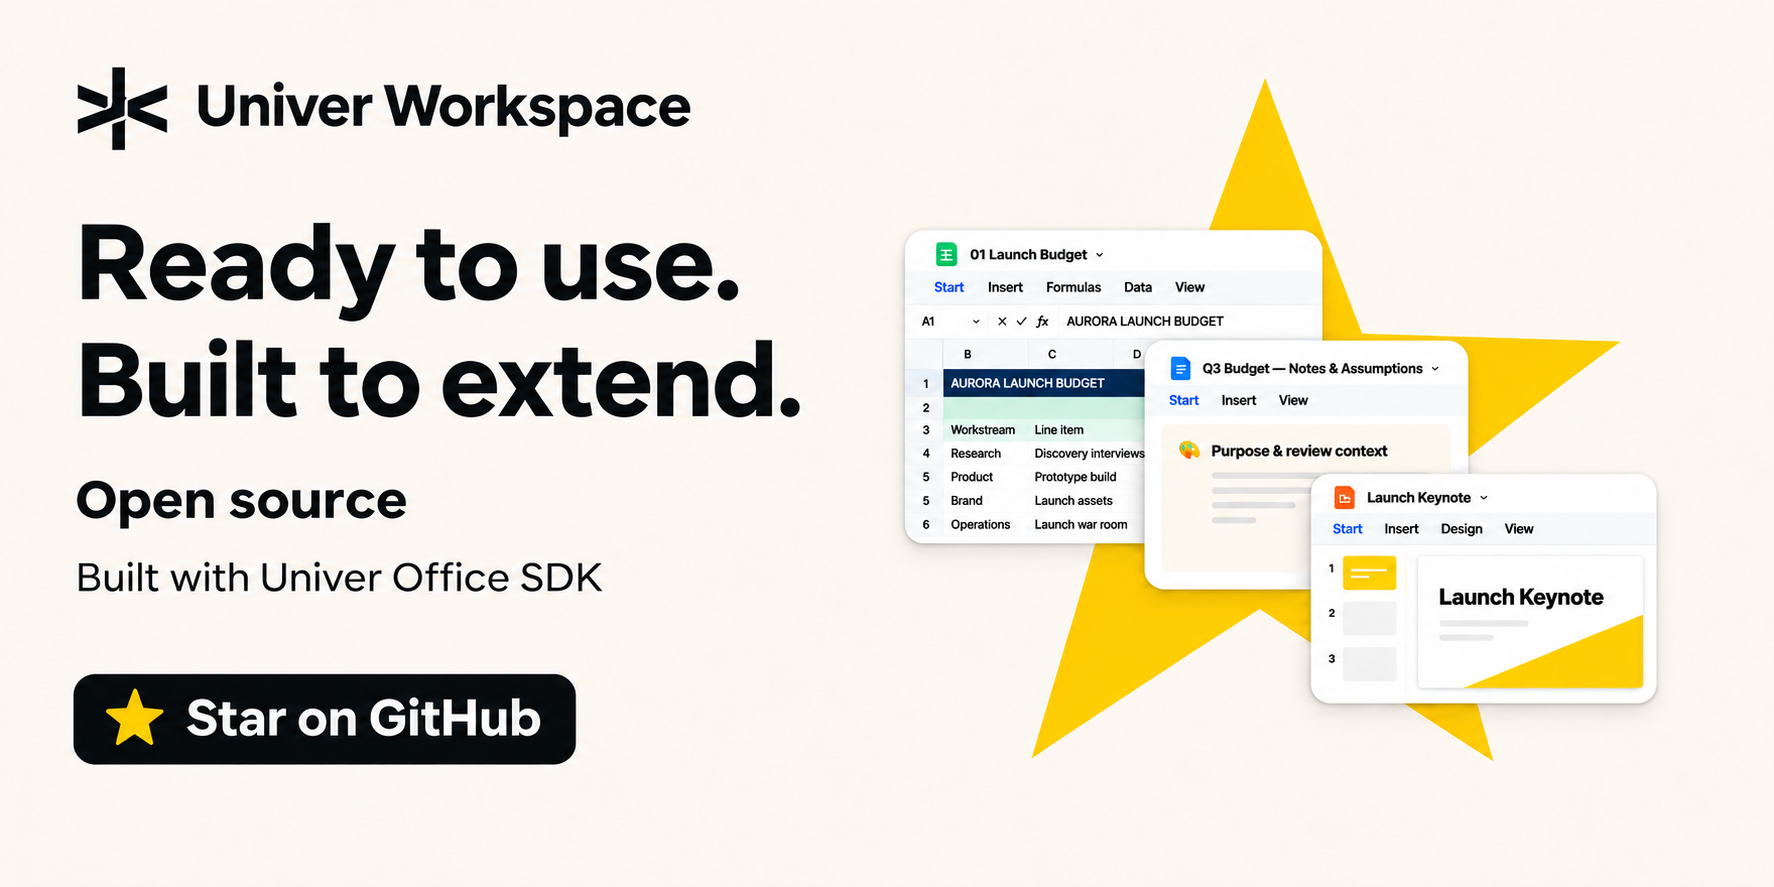 Univer Workspace
Ready to use.
Built to extend.
Open source
Built with Univer Office SDK
Star on GitHub
01 Launch Budget
Start Insert Formulas Data View
A1 fx AURORA LAUNCH BUDGET
B C D
1 AURORA LAUNCH BUDGET
2
3 Workstream Line item
4 Research Discovery interviews
5 Product Prototype build
5 Brand Launch assets
6 Operations Launch war room
Q3 Budget — Notes & Assumptions
Start Insert View
Purpose & review context
Launch Keynote
Start Insert Design View
1
2
3
Launch Keynote